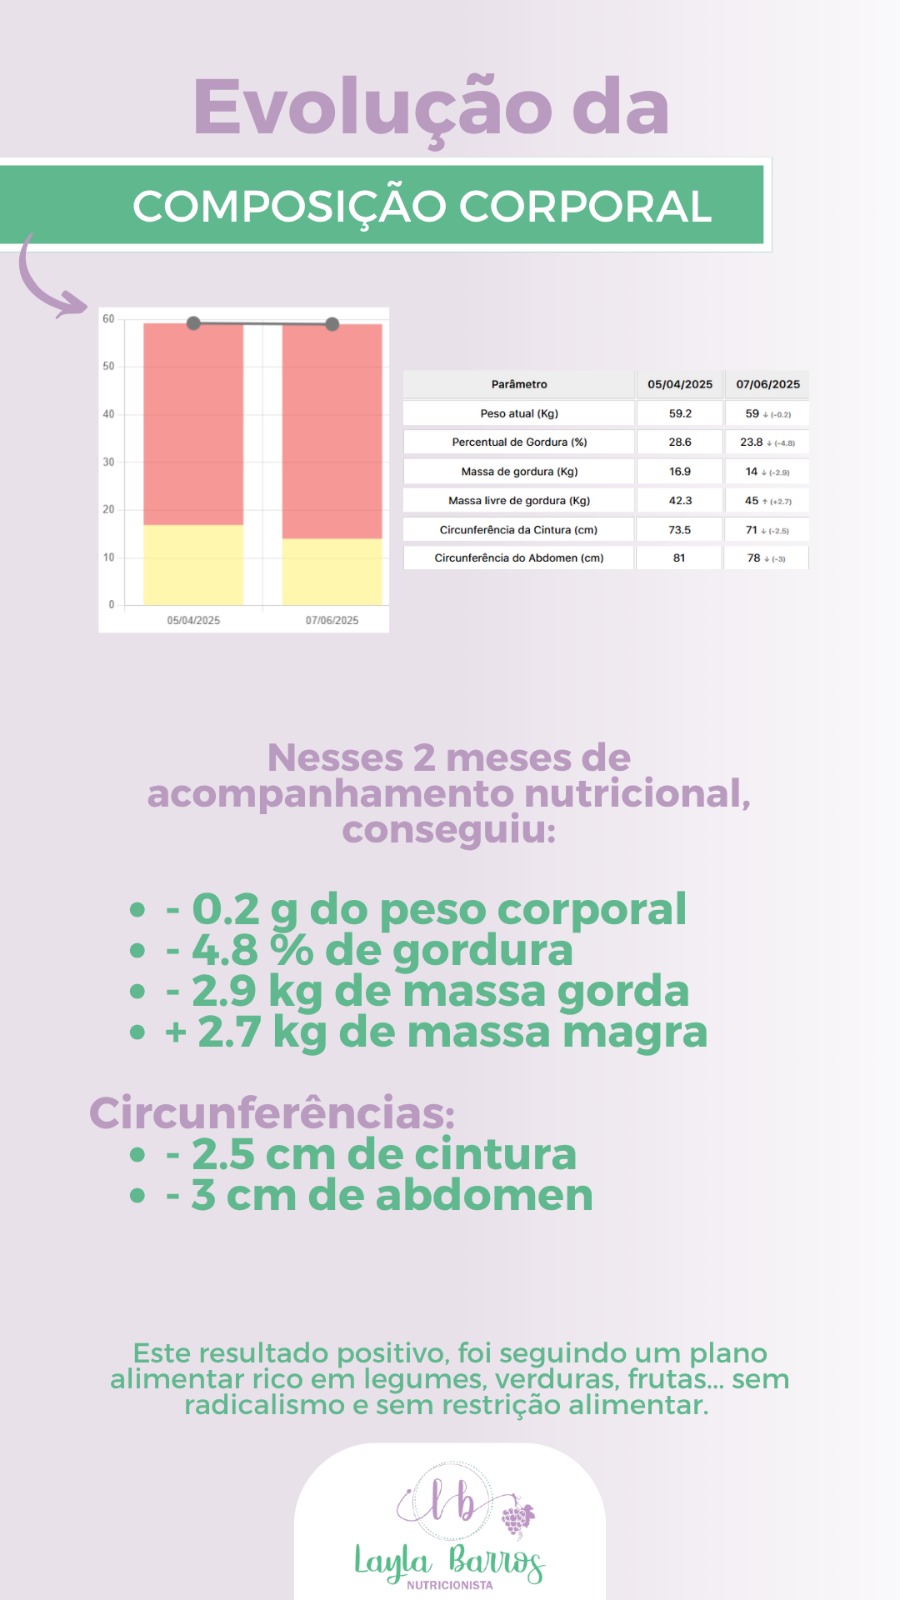 Evolução da
COMPOSIÇÃO CORPORAL
60
50
40
30
20
10
0
05/04/2025 07/06/2025
Parâmetro 05/04/2025 07/06/2025
Peso atual (Kg) 59.2 59 ↓ (-0.2)
Percentual de Gordura (%) 28.6 23.8 ↓ (-4.8)
Massa de gordura (Kg) 16.9 14 ↓ (-2.9)
Massa livre de gordura (Kg) 42.3 45 ↑ (+2.7)
Circunferência da Cintura (cm) 73.5 71 ↓ (-2.5)
Circunferência do Abdomen (cm) 81 78 ↓ (-3)
Nesses 2 meses de
acompanhamento nutricional,
conseguiu:
• - 0.2 g do peso corporal
• - 4.8 % de gordura
• - 2.9 kg de massa gorda
• + 2.7 kg de massa magra
Circunferências:
• - 2.5 cm de cintura
• - 3 cm de abdomen
Este resultado positivo, foi seguindo um plano
alimentar rico em legumes, verduras, frutas... sem
radicalismo e sem restrição alimentar.
lb
Layla Barros
NUTRICIONISTA